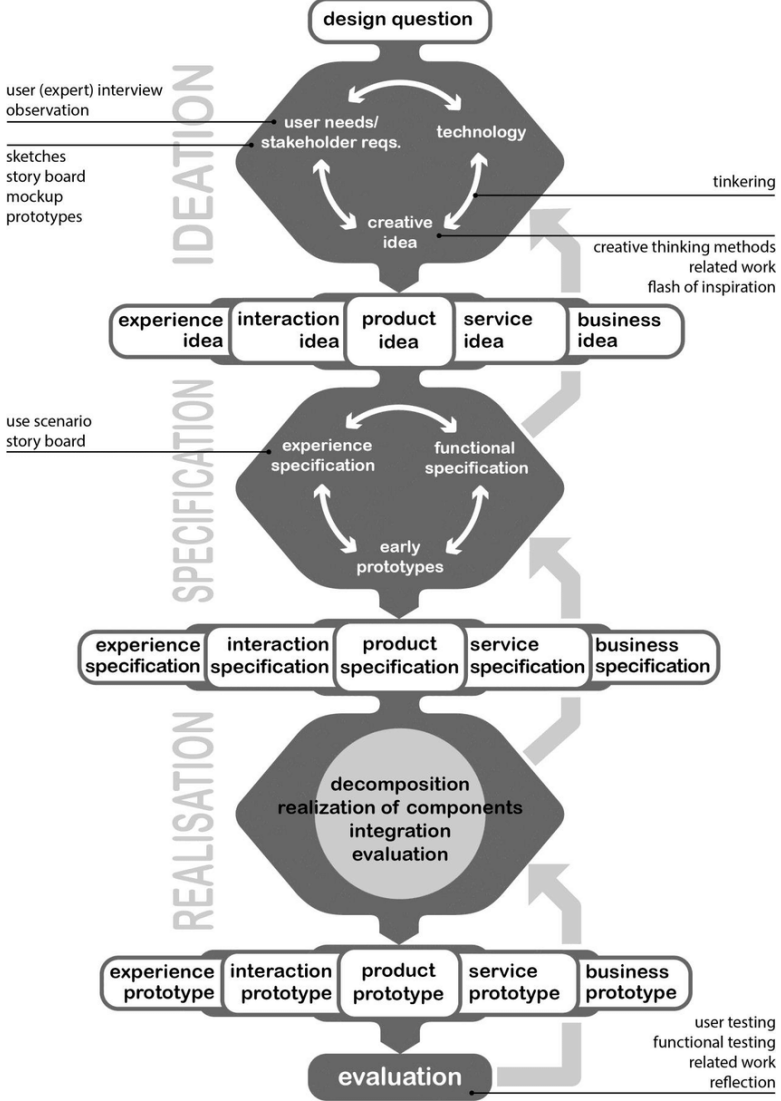 design question
IDEATION
user (expert) interview
observation
sketches
story board
mockup
prototypes
user needs/
stakeholder reqs.
technology
creative
idea
tinkering
creative thinking methods
related work
flash of inspiration
experience
idea
interaction
idea
product
idea
service
idea
business
idea
SPECIFICATION
use scenario
story board
experience
specification
functional
specification
early
prototypes
experience
specification
interaction
specification
product
specification
service
specification
business
specification
REALISATION
decomposition
realization of components
integration
evaluation
experience
prototype
interaction
prototype
product
prototype
service
prototype
business
prototype
evaluation
user testing
functional testing
related work
reflection